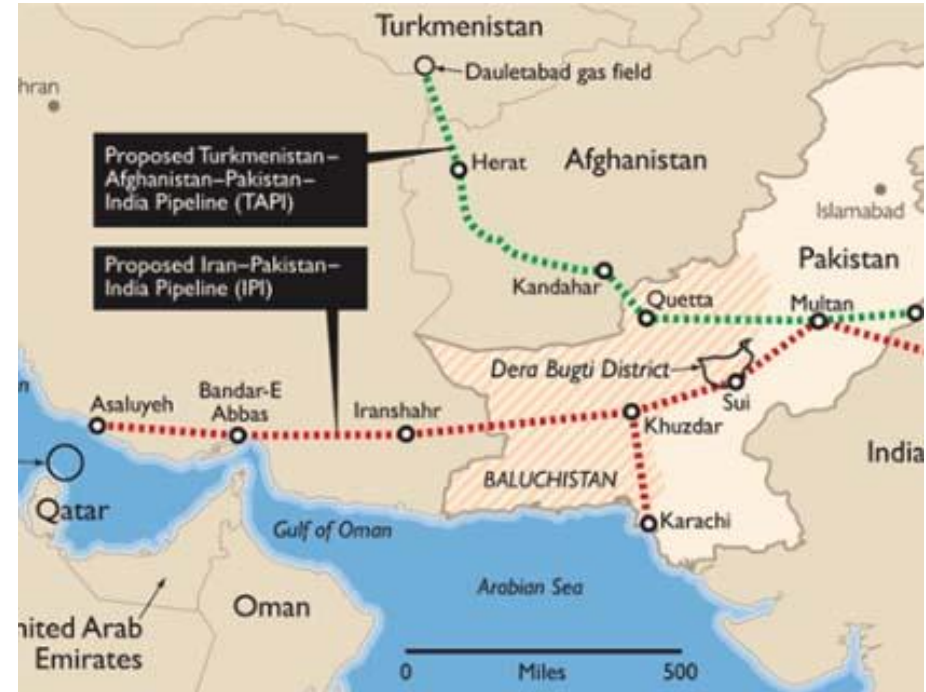 Turkmenistan
Dauletabad gas field
hran
Proposed Turkmenistan–
Afghanistan–Pakistan–
India Pipeline (TAPI)
Herat
Afghanistan
Islamabad
Proposed Iran–Pakistan–
India Pipeline (IPI)
Pakistan
Kandahar
Quetta
Multan
Dera Bugti District
Bandar-E
Abbas
Asaluyeh
Iranshahr
Sui
Khuzdar
India
BALUCHISTAN
Qatar
Gulf of Oman
Karachi
Arabian Sea
Oman
nited Arab
Emirates
0 Miles 500